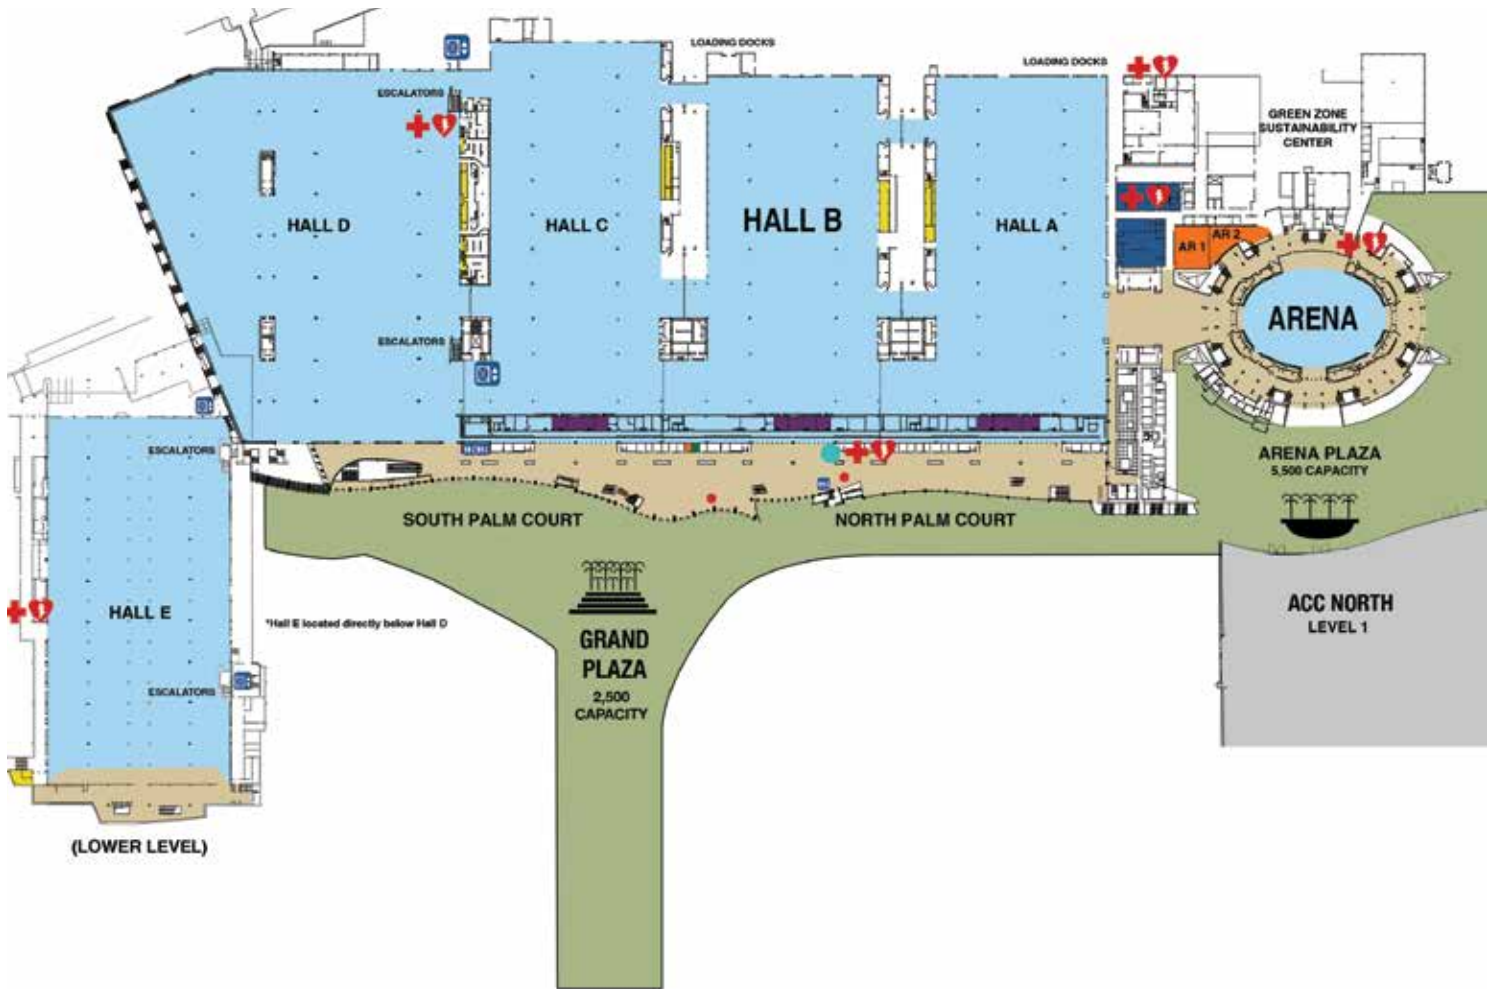 LOADING DOCKS
LOADING DOCKS
ESCALATORS
GREEN ZONE
SUSTAINABILITY
CENTER
HALL D
HALL C
HALL B
HALL A
AR 1
AR 2
ARENA
ESCALATORS
ESCALATORS
ARENA PLAZA
5,500 CAPACITY
SOUTH PALM COURT
NORTH PALM COURT
HALL E
*Hall E located directly below Hall D
GRAND
PLAZA
2,500
CAPACITY
ACC NORTH
LEVEL 1
ESCALATORS
(LOWER LEVEL)